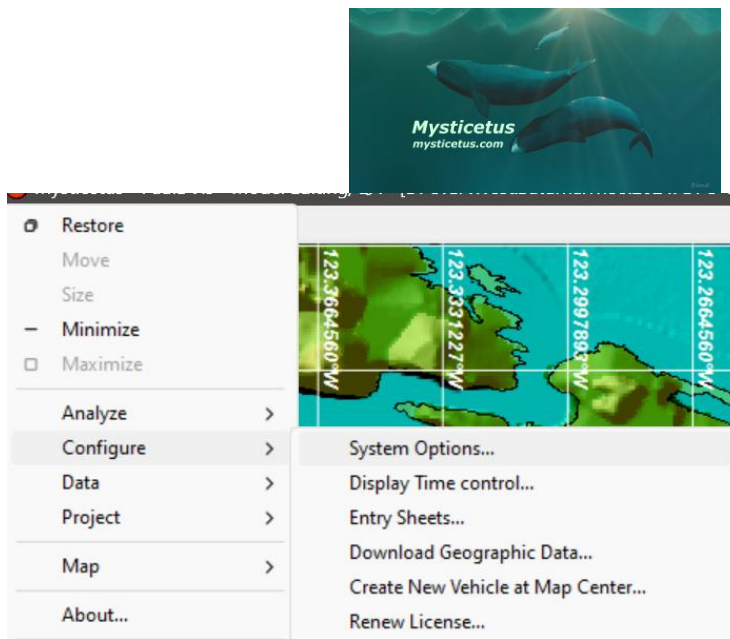 Mysticetus
mysticetus.com
Restore
Move
Size
Minimize
Maximize
Analyze
Configure
Data
Project
Map
About...
123.3664560°W
123.3331227°W
123.2997893°W
123.2664560°W
System Options...
Display Time control...
Entry Sheets...
Download Geographic Data...
Create New Vehicle at Map Center...
Renew License...